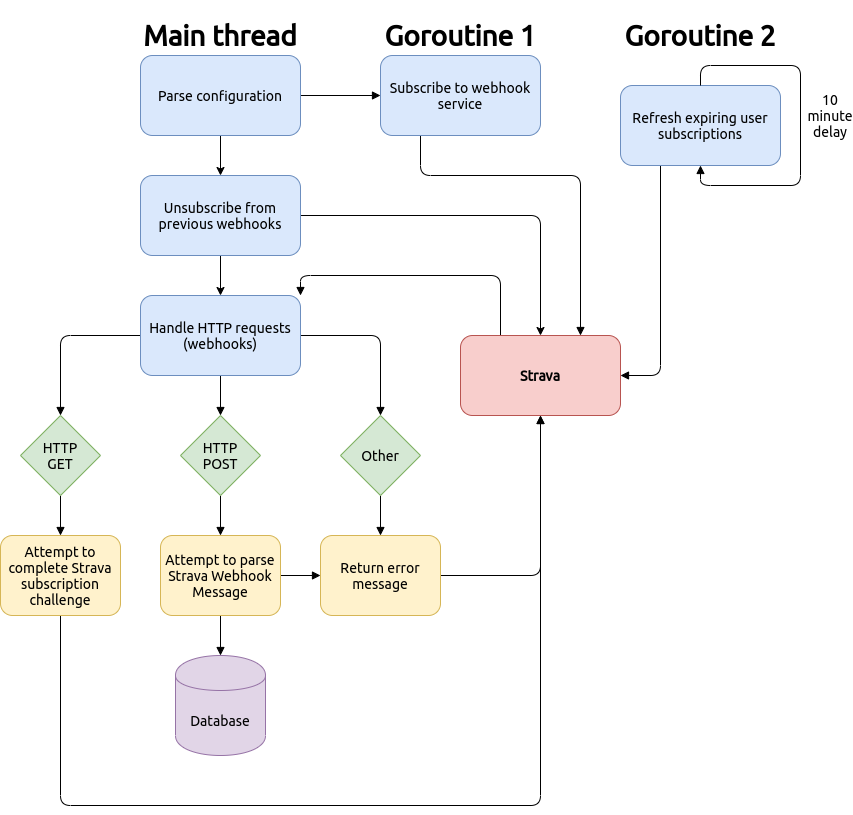 Main thread
Goroutine 1
Goroutine 2
Parse configuration
Subscribe to webhook
service
Refresh expiring user
subscriptions
10
minute
delay
Unsubscribe from
previous webhooks
Handle HTTP requests
(webhooks)
Strava
HTTP
GET
HTTP
POST
Other
Attempt to
complete Strava
subscription
challenge
Attempt to parse
Strava Webhook
Message
Return error
message
Database